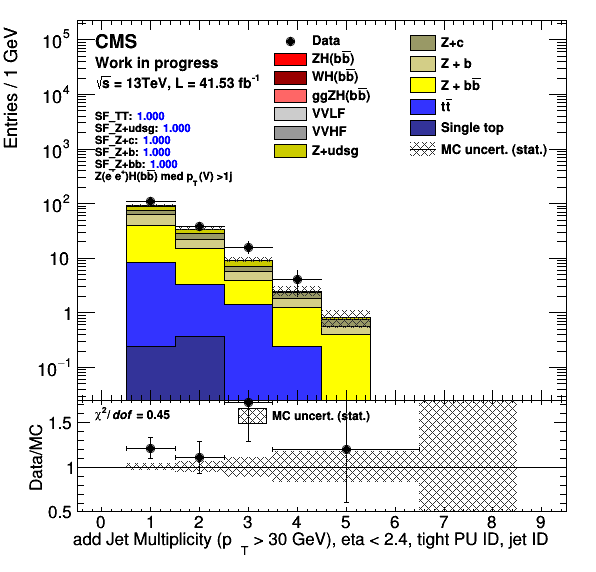 Entries / 1 GeV
10⁵
10⁴
10³
10²
10
1
10⁻¹
CMS
Work in progress
√s = 13TeV, L = 41.53 fb⁻¹
SF_TT: 1.000
SF_Z+udsg: 1.000
SF_Z+c: 1.000
SF_Z+b: 1.000
SF_Z+bb: 1.000
Z(e⁻e⁺)H(bb̅) med p_T(V) >1j
Data
ZH(bb̅)
WH(bb̅)
ggZH(bb̅)
VVLF
VVHF
Z+udsg
Z+c
Z + b
Z + bb̅
tt̅
Single top
MC uncert. (stat.)
Data/MC
1.5
1
0.5
χ²/dof = 0.45
MC uncert. (stat.)
0 1 2 3 4 5 6 7 8 9
add Jet Multiplicity (p_T > 30 GeV), eta < 2.4, tight PU ID, jet ID